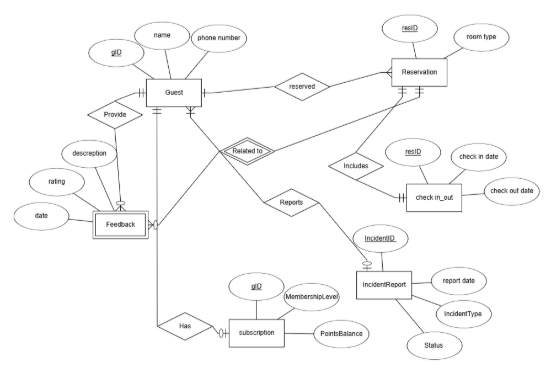 name
gID
phone number
Guest
resID
room type
Reservation
reserved
Provide
Related to
descreption
rating
date
Feedback
Includes
resID
check in date
check out date
check in_out
Reports
IncidentID
report date
IncidentReport
IncidentType
Status
gID
MembershipLevel
PointsBalance
subscription
Has